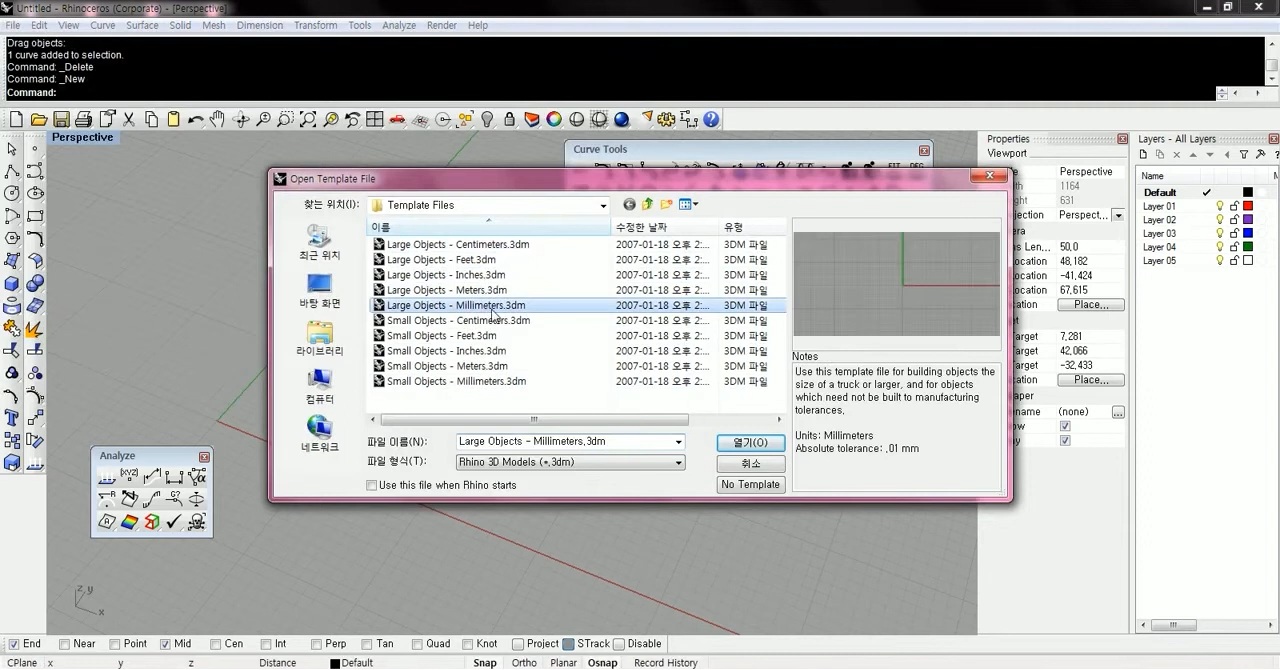 Untitled - Rhinoceros (Corporate) - [Perspective]
File Edit View Curve Surface Solid Mesh Dimension Transform Tools Analyze Render Help
Drag objects:
1 curve added to selection.
Command: _Delete
Command: _New
Command:
Perspective
Curve Tools
Properties
Viewport
Perspective
1164
631
Perspect...
50,0
48,182
-41,424
67,615
Place...
7,281
42,066
-32,433
Place...
(none) ...
Layers - All Layers
Name
Default
Layer 01
Layer 02
Layer 03
Layer 04
Layer 05
Open Template File
찾는 위치(I): Template Files
최근 위치
바탕 화면
라이브러리
컴퓨터
네트워크
이름 수정한 날짜 유형
Large Objects - Centimeters.3dm 2007-01-18 오후 2:... 3DM 파일
Large Objects - Feet.3dm 2007-01-18 오후 2:... 3DM 파일
Large Objects - Inches.3dm 2007-01-18 오후 2:... 3DM 파일
Large Objects - Meters.3dm 2007-01-18 오후 2:... 3DM 파일
Large Objects - Millimeters.3dm 2007-01-18 오후 2:... 3DM 파일
Small Objects - Centimeters.3dm 2007-01-18 오후 2:... 3DM 파일
Small Objects - Feet.3dm 2007-01-18 오후 2:... 3DM 파일
Small Objects - Inches.3dm 2007-01-18 오후 2:... 3DM 파일
Small Objects - Meters.3dm 2007-01-18 오후 2:... 3DM 파일
Small Objects - Millimeters.3dm 2007-01-18 오후 2:... 3DM 파일
파일 이름(N): Large Objects - Millimeters.3dm 열기(O)
파일 형식(T): Rhino 3D Models (*.3dm) 취소
Use this file when Rhino starts No Template
Notes
Use this template file for building objects the
size of a truck or larger, and for objects
which need not be built to manufacturing
tolerances.
Units: Millimeters
Absolute tolerance: .01 mm
Analyze
z y
x
End Near Point Mid Cen Int Perp Tan Quad Knot Project STrack Disable
CPlane x y z Distance Default Snap Ortho Planar Osnap Record History